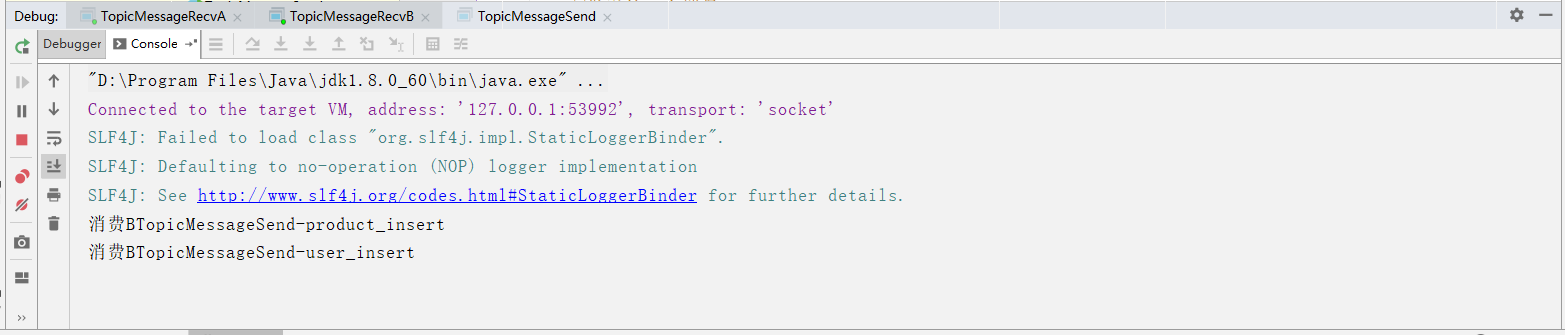 Debug: TopicMessageRecvA TopicMessageRecvB TopicMessageSend
Debugger Console
"D:\Program Files\Java\jdk1.8.0_60\bin\java.exe" ...
Connected to the target VM, address: '127.0.0.1:53992', transport: 'socket'
SLF4J: Failed to load class "org.slf4j.impl.StaticLoggerBinder".
SLF4J: Defaulting to no-operation (NOP) logger implementation
SLF4J: See http://www.slf4j.org/codes.html#StaticLoggerBinder for further details.
消费BTopicMessageSend-product_insert
消费BTopicMessageSend-user_insert